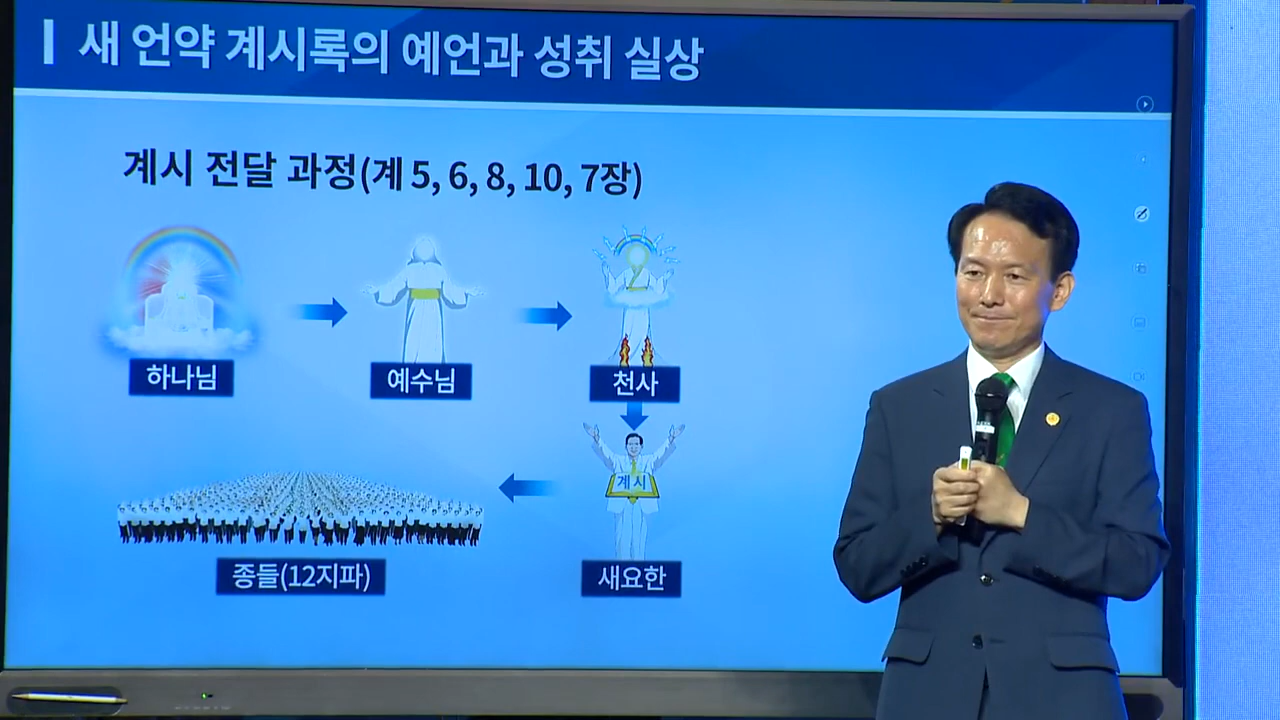 새 언약 계시록의 예언과 성취 실상
계시 전달 과정(계 5, 6, 8, 10, 7장)
하나님
예수님
천사
계시
종들(12지파)
새요한